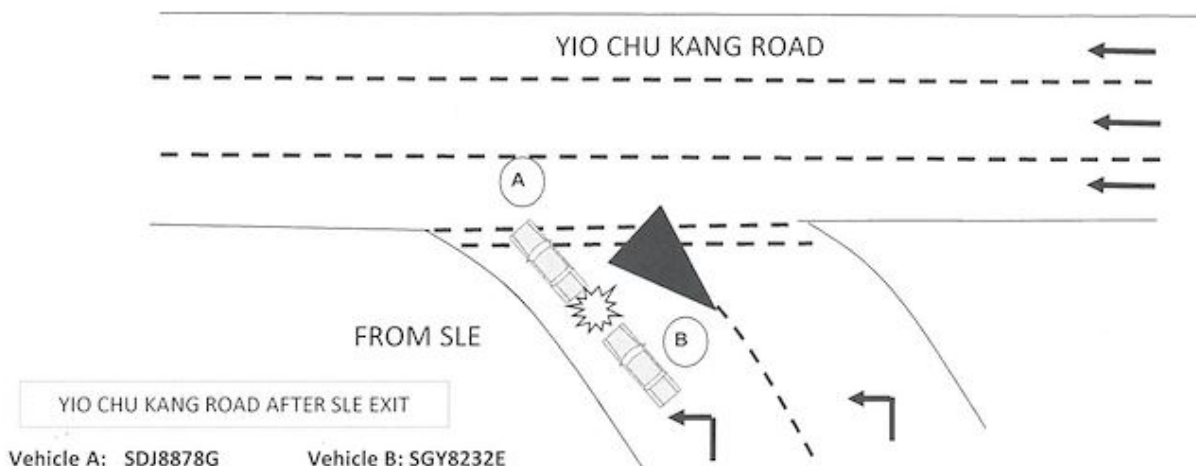 YIO CHU KANG ROAD
A
B
FROM SLE
YIO CHU KANG ROAD AFTER SLE EXIT
Vehicle A: SDJ8878G Vehicle B: SGY8232E